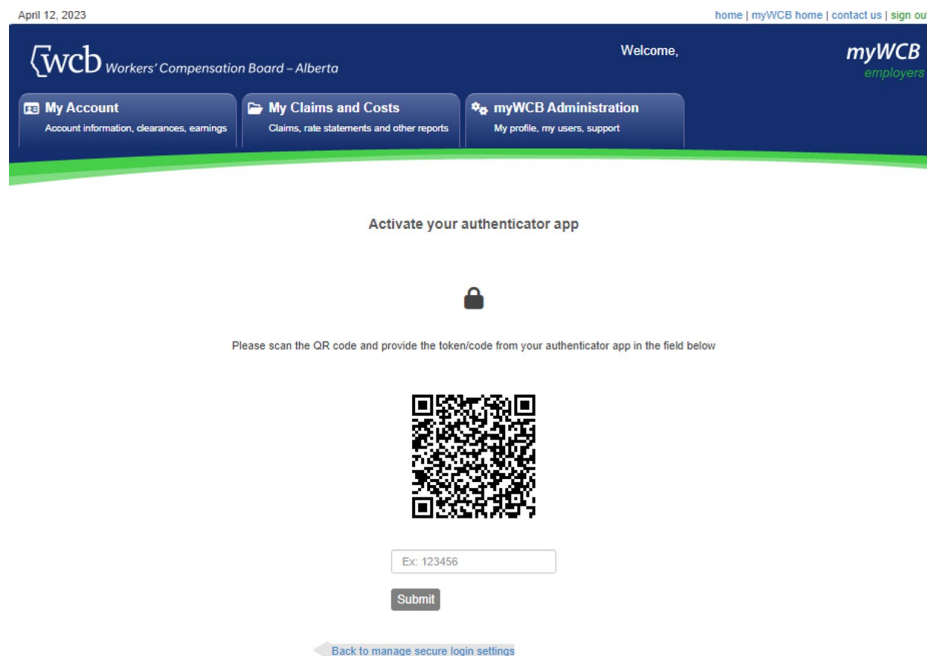 April 12, 2023
home | myWCB home | contact us | sign out
wcb Workers' Compensation Board – Alberta
Welcome,
myWCB
employers
My Account
Account information, clearances, earnings
My Claims and Costs
Claims, rate statements and other reports
myWCB Administration
My profile, my users, support
Activate your authenticator app
Please scan the QR code and provide the token/code from your authenticator app in the field below
Ex: 123456
Submit
Back to manage secure login settings